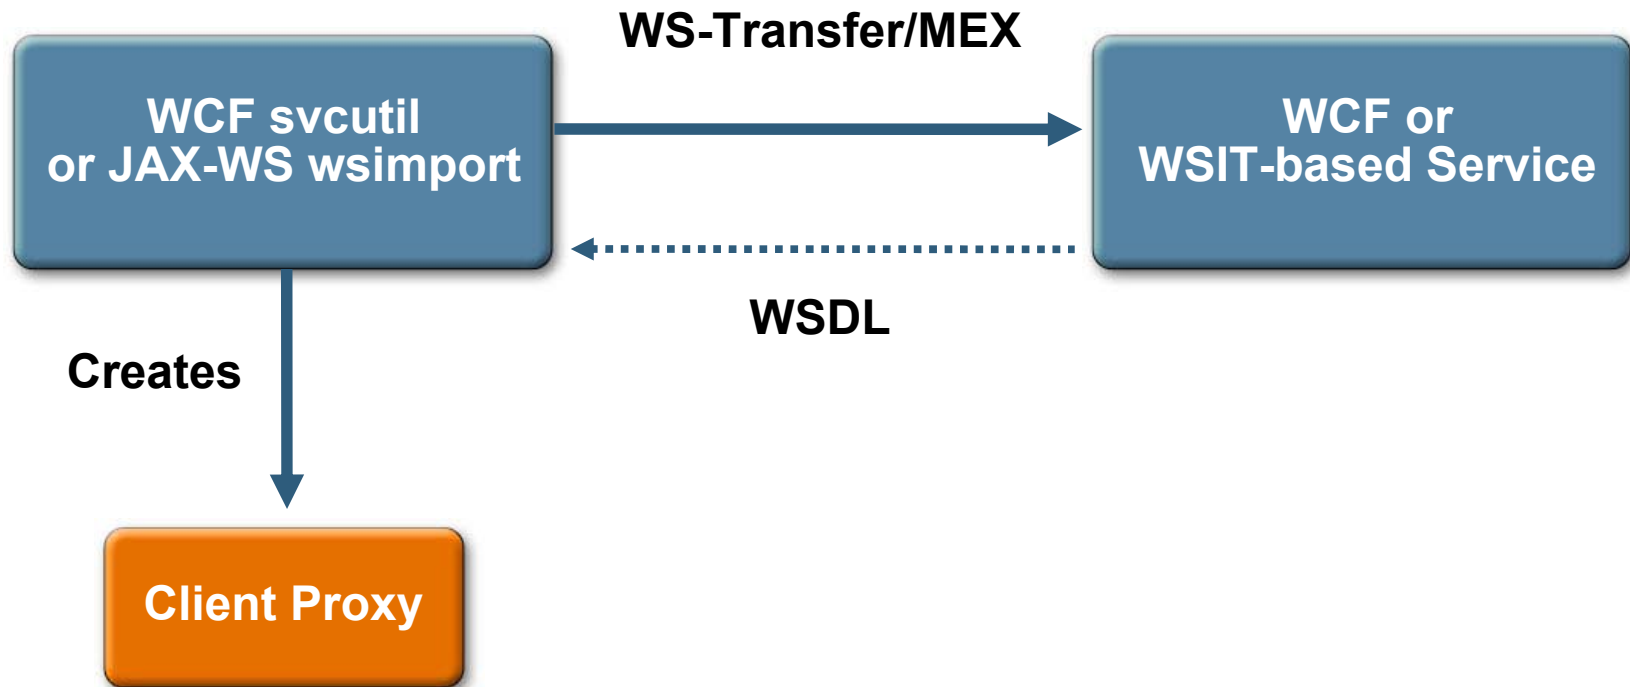 WS-Transfer/MEX
WCF svcutil
or JAX-WS wsimport
WCF or
WSIT-based Service
WSDL
Creates
Client Proxy